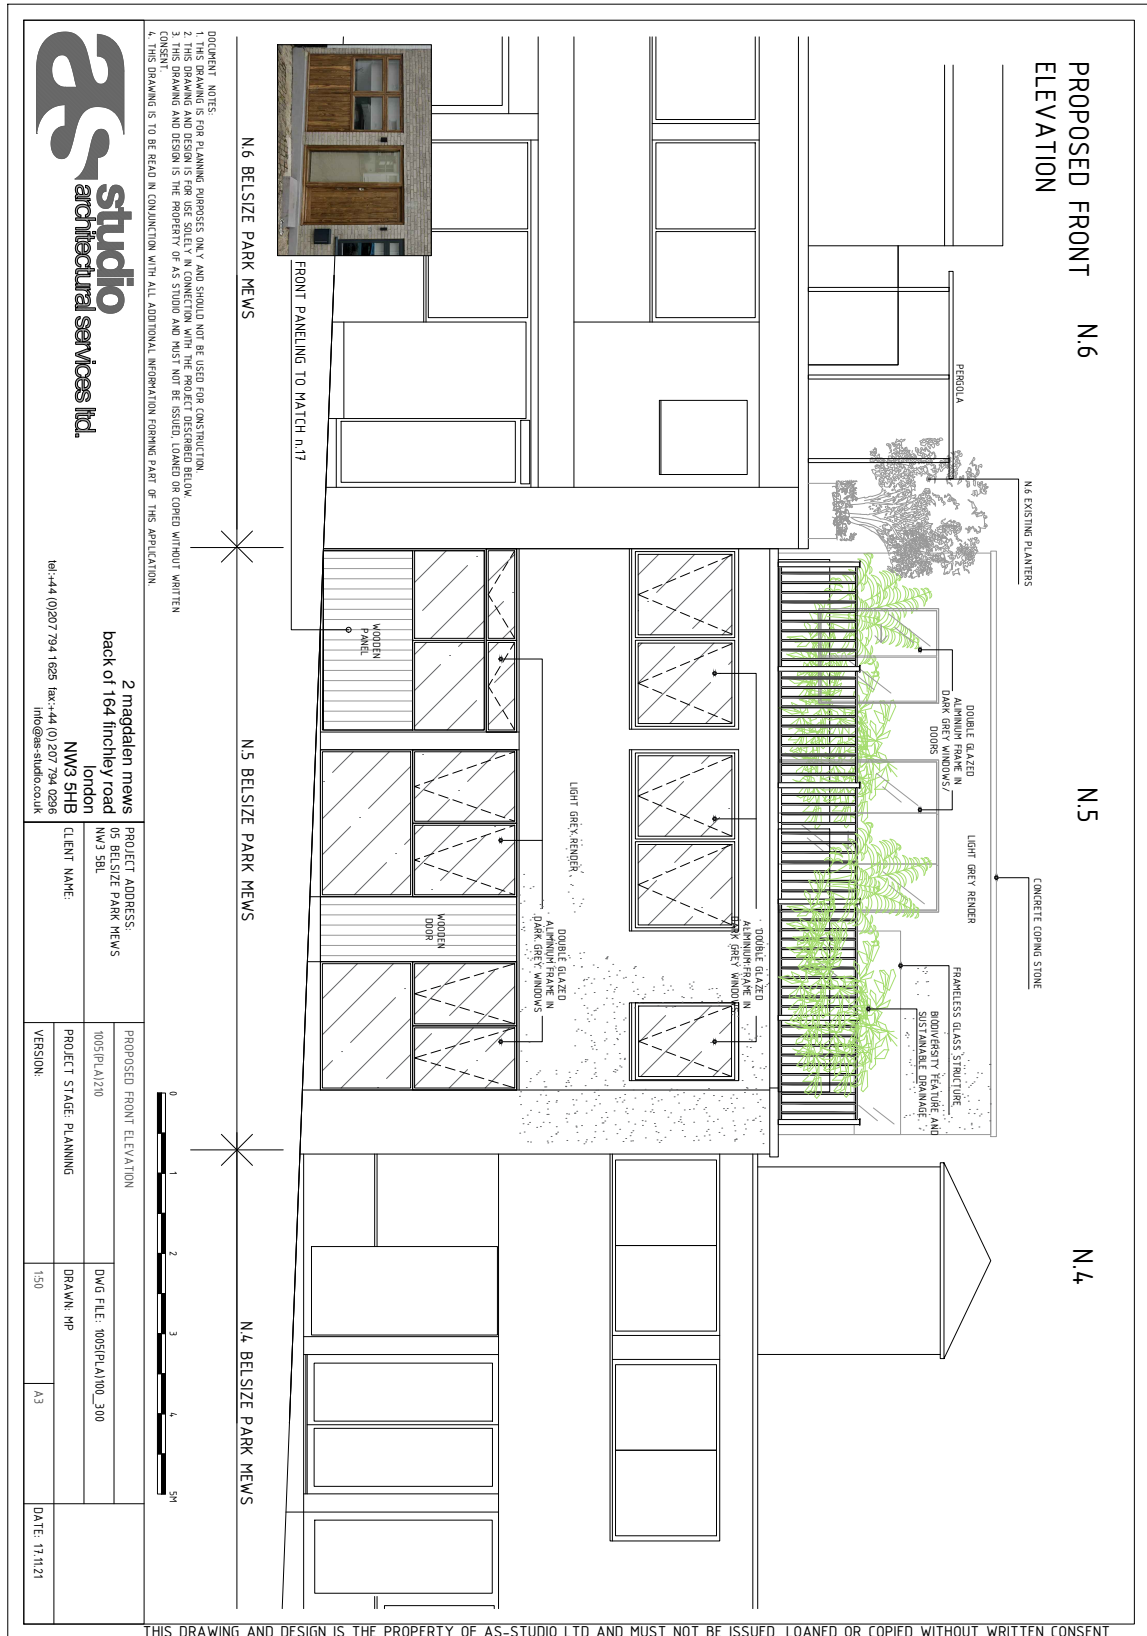 PROPOSED FRONT
ELEVATION
N.6
N.5
N.4
PERGOLA
N.6 EXISTING PLANTERS
DOUBLE GLAZED
ALIMINIUM FRAME IN
DARK GREY WINDOWS/
DOORS
LIGHT GREY RENDER
CONCRETE COPING STONE
FRAMELESS GLASS STRUCTURE
BIODIVERSITY FEATURE AND
SUSTAINABLE DRAINAGE
DOUBLE GLAZED
ALIMINIUM FRAME IN
DARK GREY WINDOWS
LIGHT GREY RENDER
DOUBLE GLAZED
ALIMINIUM FRAME IN
DARK GREY WINDOWS
WOODEN
PANEL
WOODEN
DOOR
FRONT PANELING TO MATCH n.17
N.6 BELSIZE PARK MEWS
N.5 BELSIZE PARK MEWS
N.4 BELSIZE PARK MEWS
DOCUMENT NOTES:
1. THIS DRAWING IS FOR PLANNING PURPOSES ONLY AND SHOULD NOT BE USED FOR CONSTRUCTION.
2. THIS DRAWING AND DESIGN IS FOR USE SOLELY IN CONNECTION WITH THE PROJECT DESCRIBED BELOW.
3. THIS DRAWING AND DESIGN IS THE PROPERTY OF AS STUDIO AND MUST NOT BE ISSUED, LOANED OR COPIED WITHOUT WRITTEN
CONSENT.
4. THIS DRAWING IS TO BE READ IN CONJUNCTION WITH ALL ADDITIONAL INFORMATION FORMING PART OF THIS APPLICATION.
0 1 2 3 4 5M
as studio
architectural services ltd.
2 magdalen mews
back of 164 finchley road
london
NW3 5HB
tel:+44 (0)207 794 1625 fax:+44 (0) 207 794 0296
info@as-studio.co.uk
PROJECT ADDRESS:
05 BELSIZE PARK MEWS
NW3 5BL
CLIENT NAME:
PROPOSED FRONT ELEVATION
1005(PLA)210
DWG FILE: 1005(PLA)100_300
PROJECT STAGE: PLANNING
DRAWN: MP
VERSION:
1:50
A3
DATE: 17.11.21
THIS DRAWING AND DESIGN IS THE PROPERTY OF AS-STUDIO LTD AND MUST NOT BE ISSUED, LOANED OR COPIED WITHOUT WRITTEN CONSENT